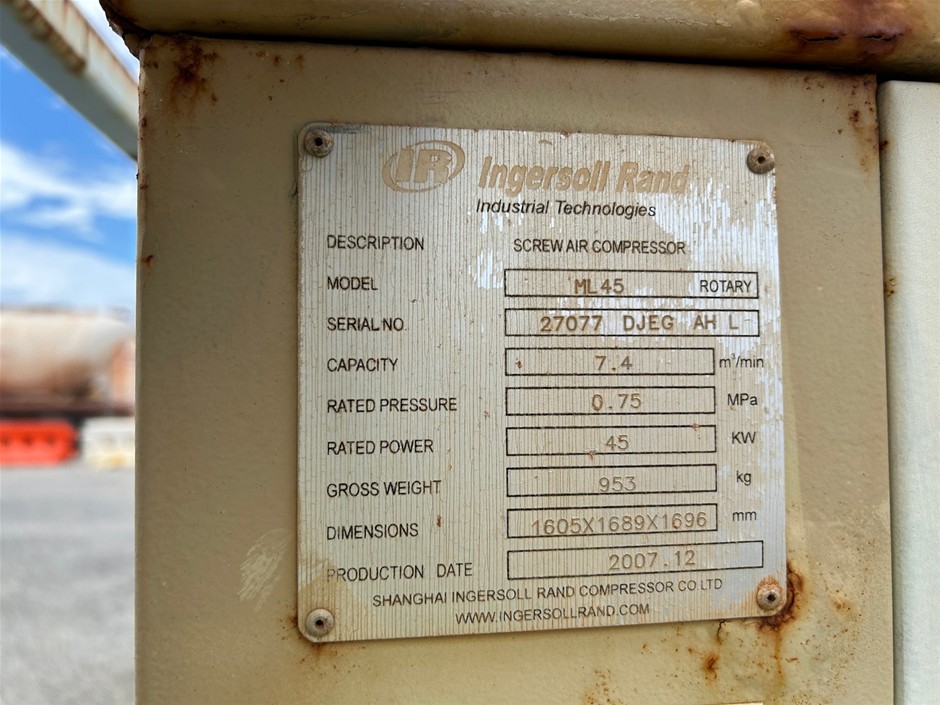 IR Ingersoll Rand
Industrial Technologies
DESCRIPTION SCREW AIR COMPRESSOR
MODEL ML45 ROTARY
SERIAL NO 27077 DJEG AH L
CAPACITY 7.4 m³/min
RATED PRESSURE 0.75 MPa
RATED POWER 45 KW
GROSS WEIGHT 953 kg
DIMENSIONS 1605X1689X1696 mm
PRODUCTION DATE 2007.12
SHANGHAI INGERSOLL RAND COMPRESSOR CO.LTD
WWW.INGERSOLLRAND.COM